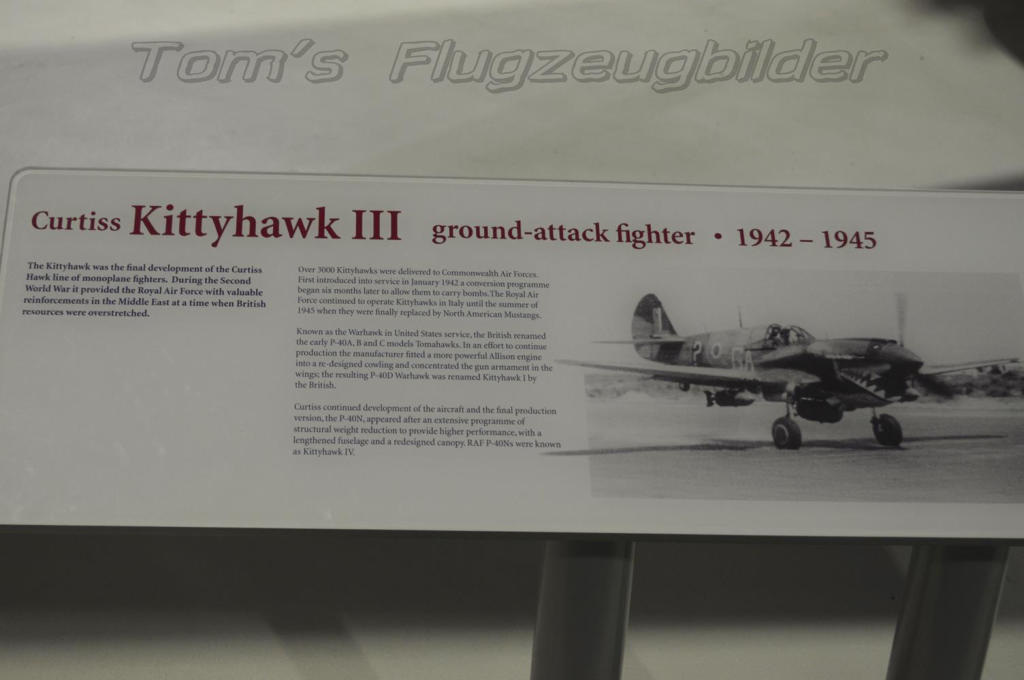 Tom's Flugzeugbilder
Curtiss Kittyhawk III ground-attack fighter • 1942 – 1945
The Kittyhawk was the final development of the Curtiss
Hawk line of monoplane fighters. During the Second
World War it provided the Royal Air Force with valuable
reinforcements in the Middle East at a time when British
resources were overstretched.
Over 3000 Kittyhawks were delivered to Commonwealth Air Forces.
First introduced into service in January 1942 a conversion programme
began six months later to allow them to carry bombs. The Royal Air
Force continued to operate Kittyhawks in Italy until the summer of
1945 when they were finally replaced by North American Mustangs.
Known as the Warhawk in United States service, the British renamed
the early P-40A, B and C models Tomahawks. In an effort to continue
production the manufacturer fitted a more powerful Allison engine
into a re-designed cowling and concentrated the gun armament in the
wings; the resulting P-40D Warhawk was renamed Kittyhawk I by
the British.
Curtiss continued development of the aircraft and the final production
version, the P-40N, appeared after an extensive programme of
structural weight reduction to provide higher performance, with a
lengthened fuselage and a redesigned canopy. RAF P-40Ns were known
as Kittyhawk IV.